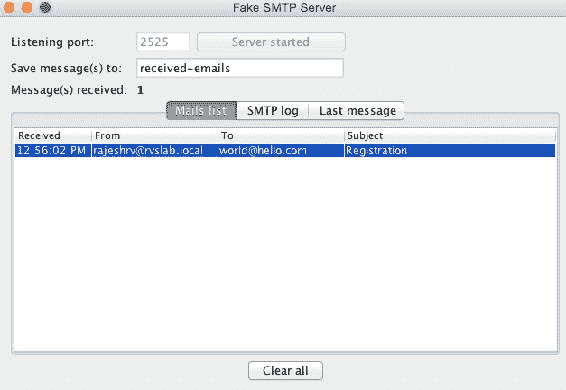 Fake SMTP Server
Listening port: 2525 Server started
Save message(s) to: received-emails
Message(s) received: 1
Mails list SMTP log Last message
Received From To Subject
12 56:02 PM rajeshrv@rvslab.local world@hello.com Registration
Clear all